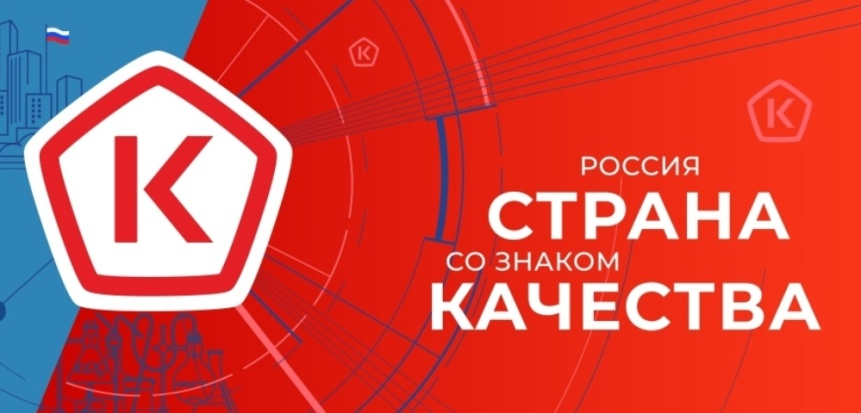 К
К
К
РОССИЯ
СТРАНА
СО ЗНАКОМ
КАЧЕСТВА